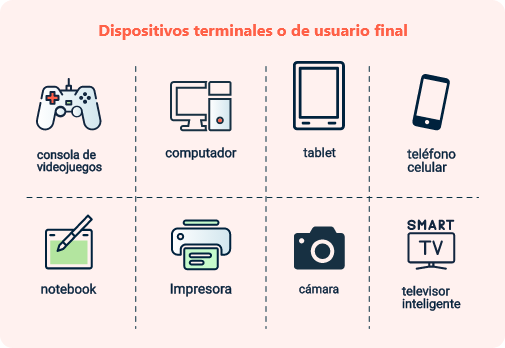 Dispositivos terminales o de usuario final
consola de
videojuegos
computador
tablet
teléfono
celular
notebook
Impresora
cámara
SMART
TV
televisor
inteligente